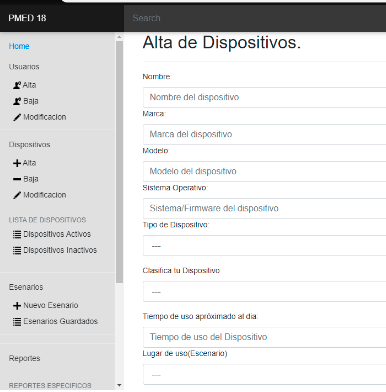 PMED 18
Search
Home
Usuarios
Alta
Baja
Modificacion
Dispositivos
Alta
Baja
Modificacion
LISTA DE DISPOSITIVOS
Dispositivos Activos
Dispositivos Inactivos
Esenarios
Nuevo Esenario
Esenarios Guardados
Reportes
REPORTES ESPECIFICOS
Alta de Dispositivos.
Nombre:
Nombre del dispositivo
Marca:
Marca del dispositivo
Modelo:
Modelo del dispositivo
Sistema Operativo:
Sistema/Firmware del dispositivo
Tipo de Dispositivo:
---
Clasifica tu Dispositivo:
---
Tiempo de uso apróximado al dia:
Tiempo de uso del Dispositivo
Lugar de uso(Escenario)
---